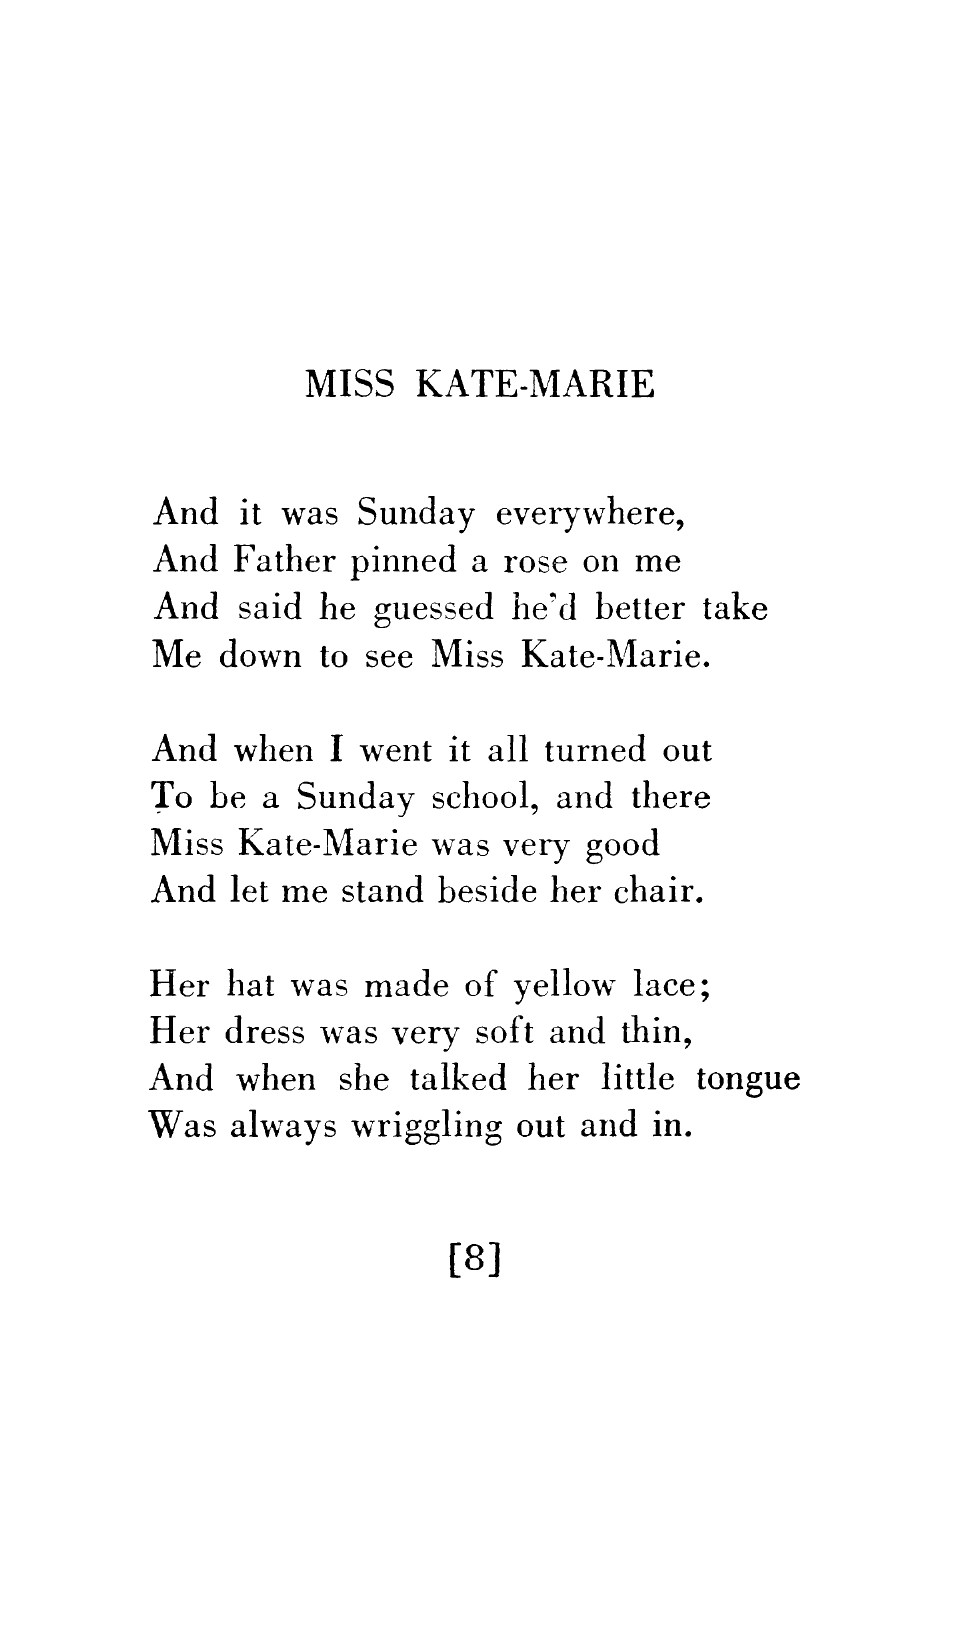 MISS KATE-MARIE
And it was Sunday everywhere,
And Father pinned a rose on me
And said he guessed he'd better take
Me down to see Miss Kate-Marie.
And when I went it all turned out
To be a Sunday school, and there
Miss Kate-Marie was very good
And let me stand beside her chair.
Her hat was made of yellow lace;
Her dress was very soft and thin,
And when she talked her little tongue
Was always wriggling out and in.
[8]